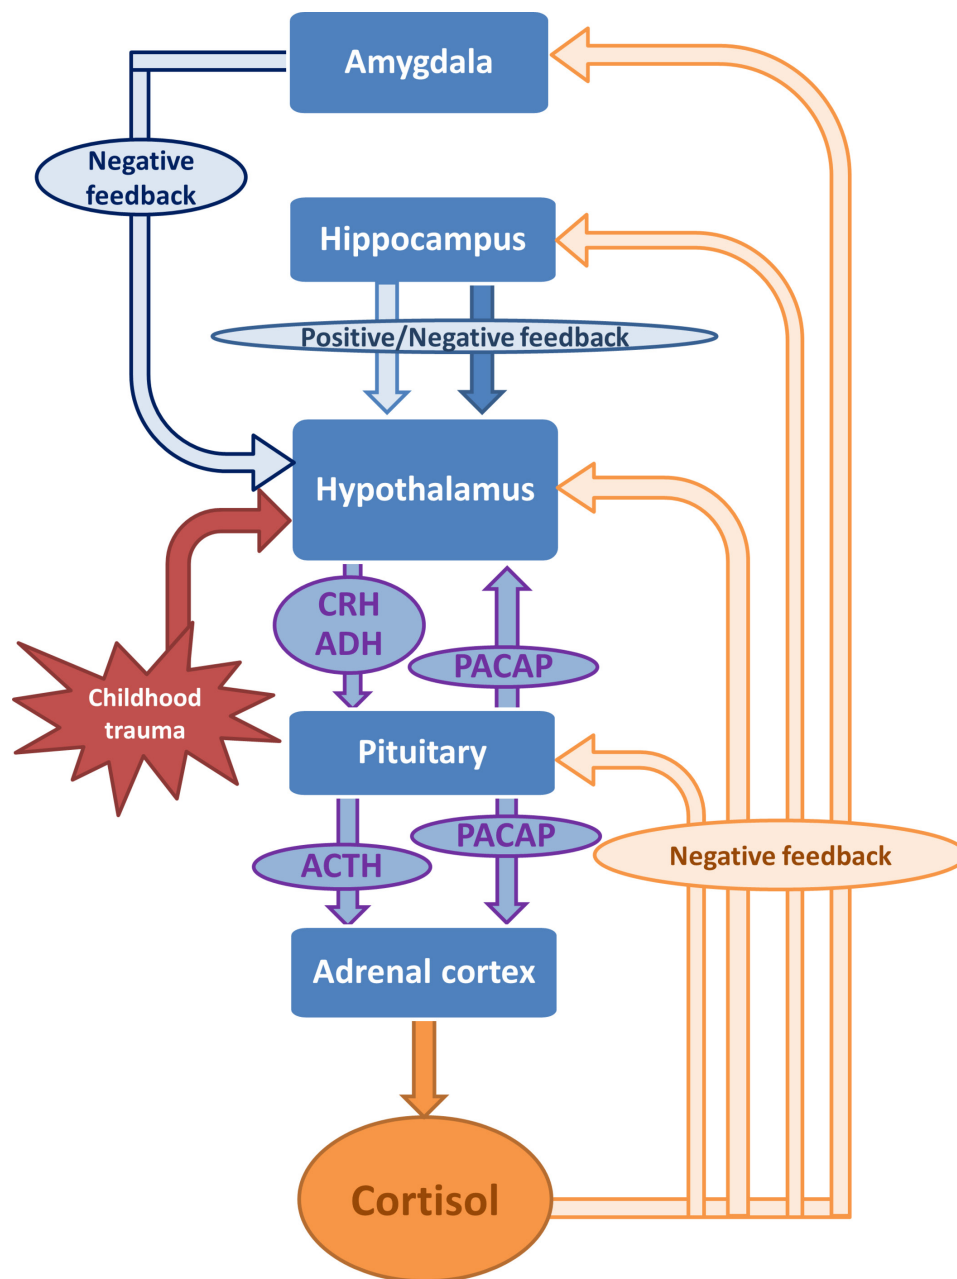 Amygdala
Negative
feedback
Hippocampus
Positive/Negative feedback
Hypothalamus
CRH
ADH
PACAP
Childhood
trauma
Pituitary
PACAP
ACTH
Negative feedback
Adrenal cortex
Cortisol